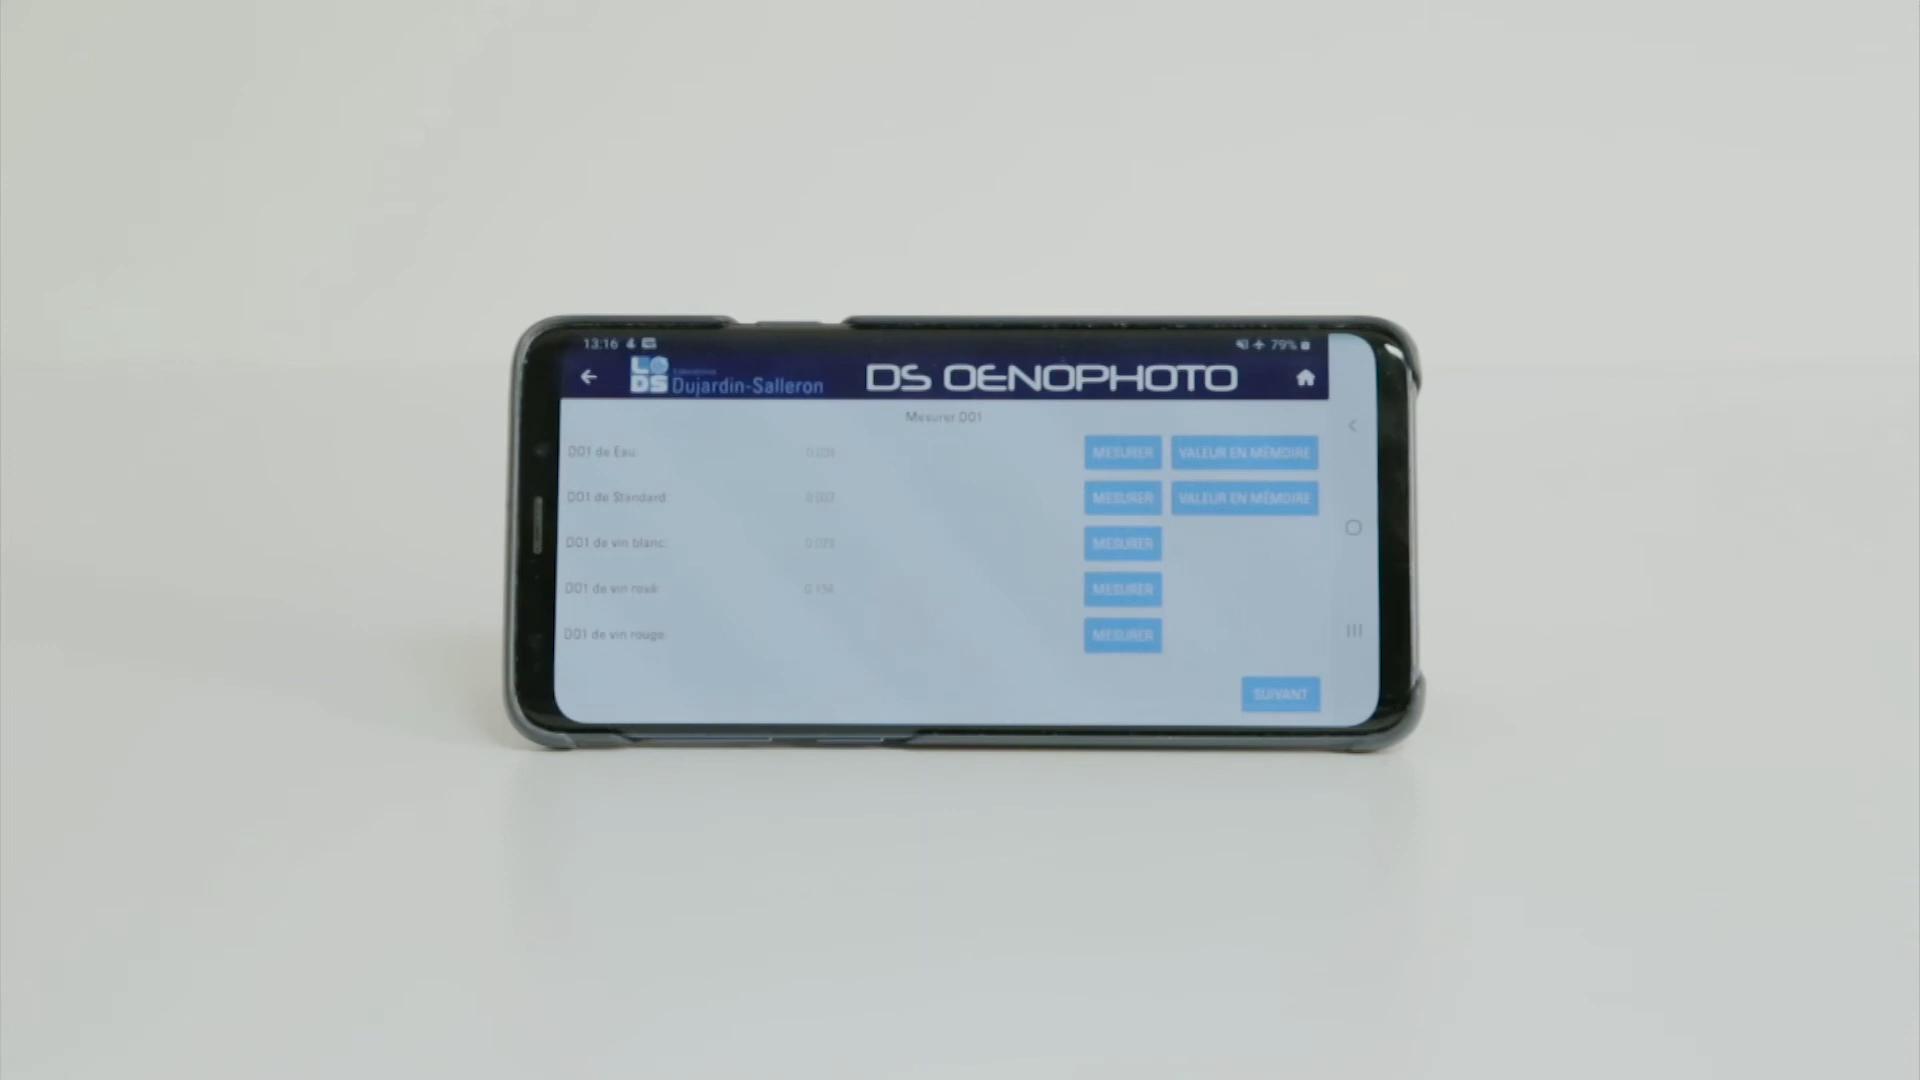 13:16 79%
Dujardin-Salleron DS OENOPHOTO
Mesurer DO1
DO1 de Eau: MESURER VALEUR EN MÉMOIRE
DO1 de Standard: MESURER VALEUR EN MÉMOIRE
DO1 de vin blanc: MESURER
DO1 de vin rosé: MESURER
DO1 de vin rouge: MESURER
SUIVANT